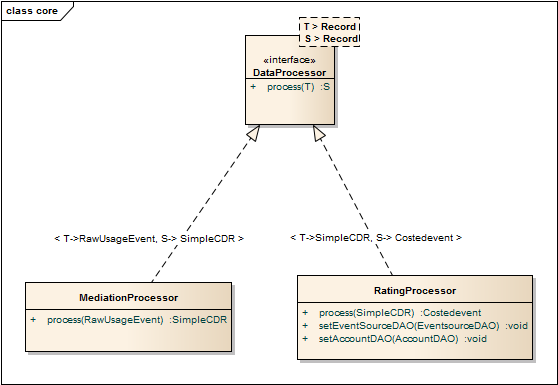 class core
T > Record
S > Record
«interface»
DataProcessor
+ process(T) :S
< T->RawUsageEvent, S-> SimpleCDR >
< T->SimpleCDR, S-> Costedevent >
MediationProcessor
+ process(RawUsageEvent) :SimpleCDR
RatingProcessor
+ process(SimpleCDR) :Costedevent
+ setEventSourceDAO(EventsourceDAO) :void
+ setAccountDAO(AccountDAO) :void